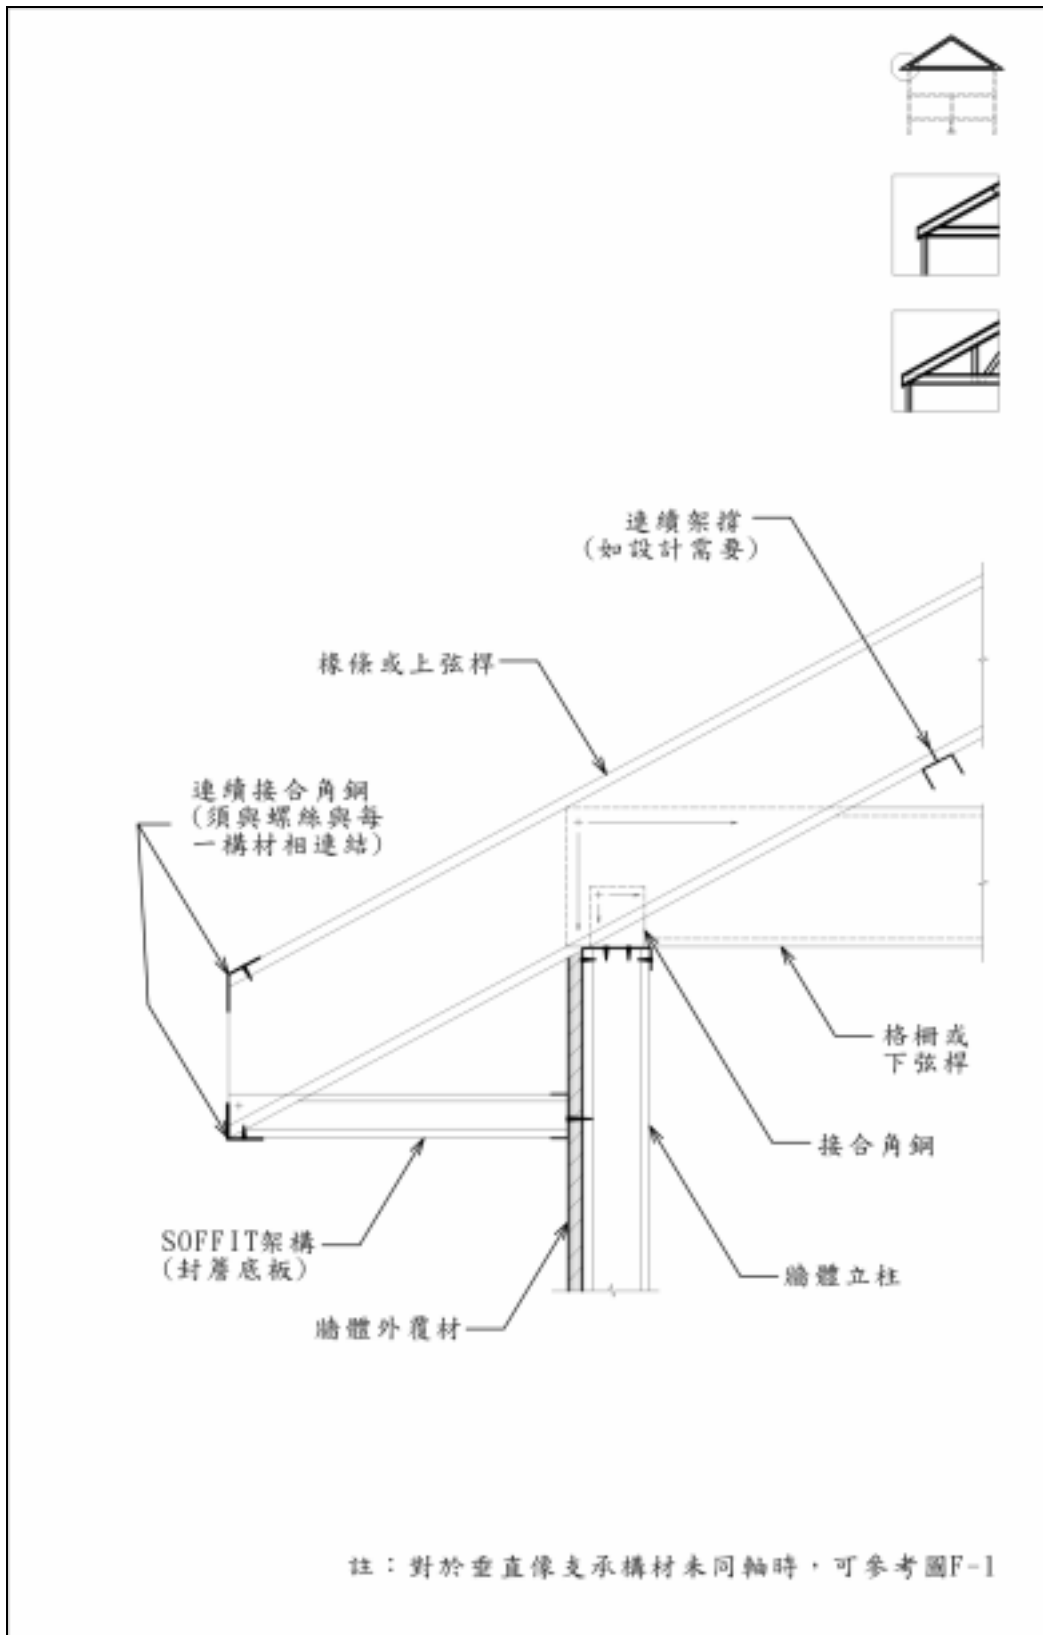 連續架撐
(如設計需要)
椽條或上弦桿
連續接合角鋼
(須與螺絲與每
一構材相連結)
格柵或
下弦桿
接合角鋼
SOFFIT架構
(封簷底板)
牆體立柱
牆體外覆材
註：對於垂直像支承構材未同軸時，可參考圖F-1